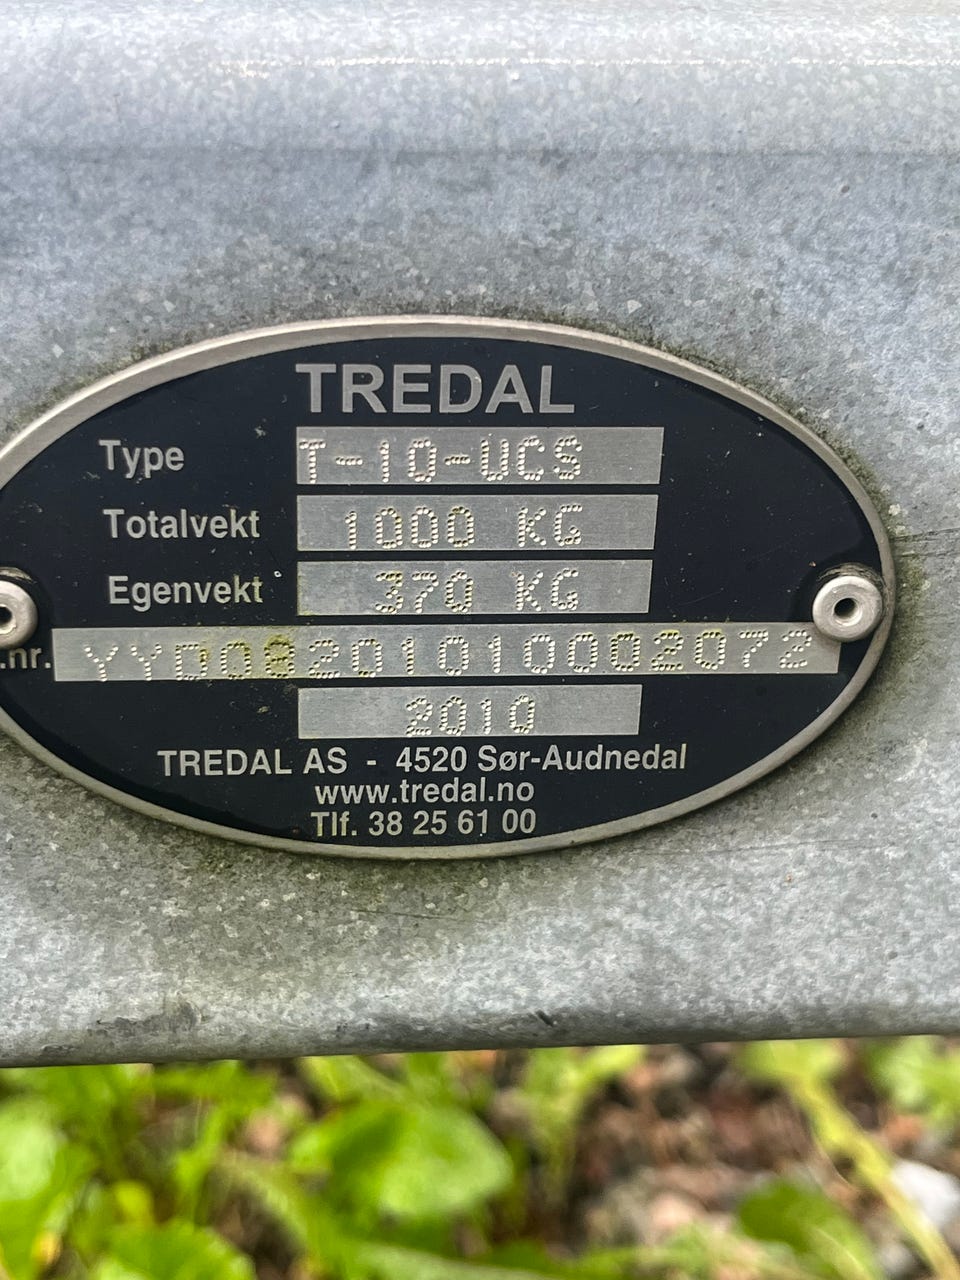 TREDAL
Type T-10-UCS
Totalvekt 1000 KG
Egenvekt 370 KG
.nr. YYD08201010002072
2010
TREDAL AS - 4520 Sør-Audnedal
www.tredal.no
Tlf. 38 25 61 00